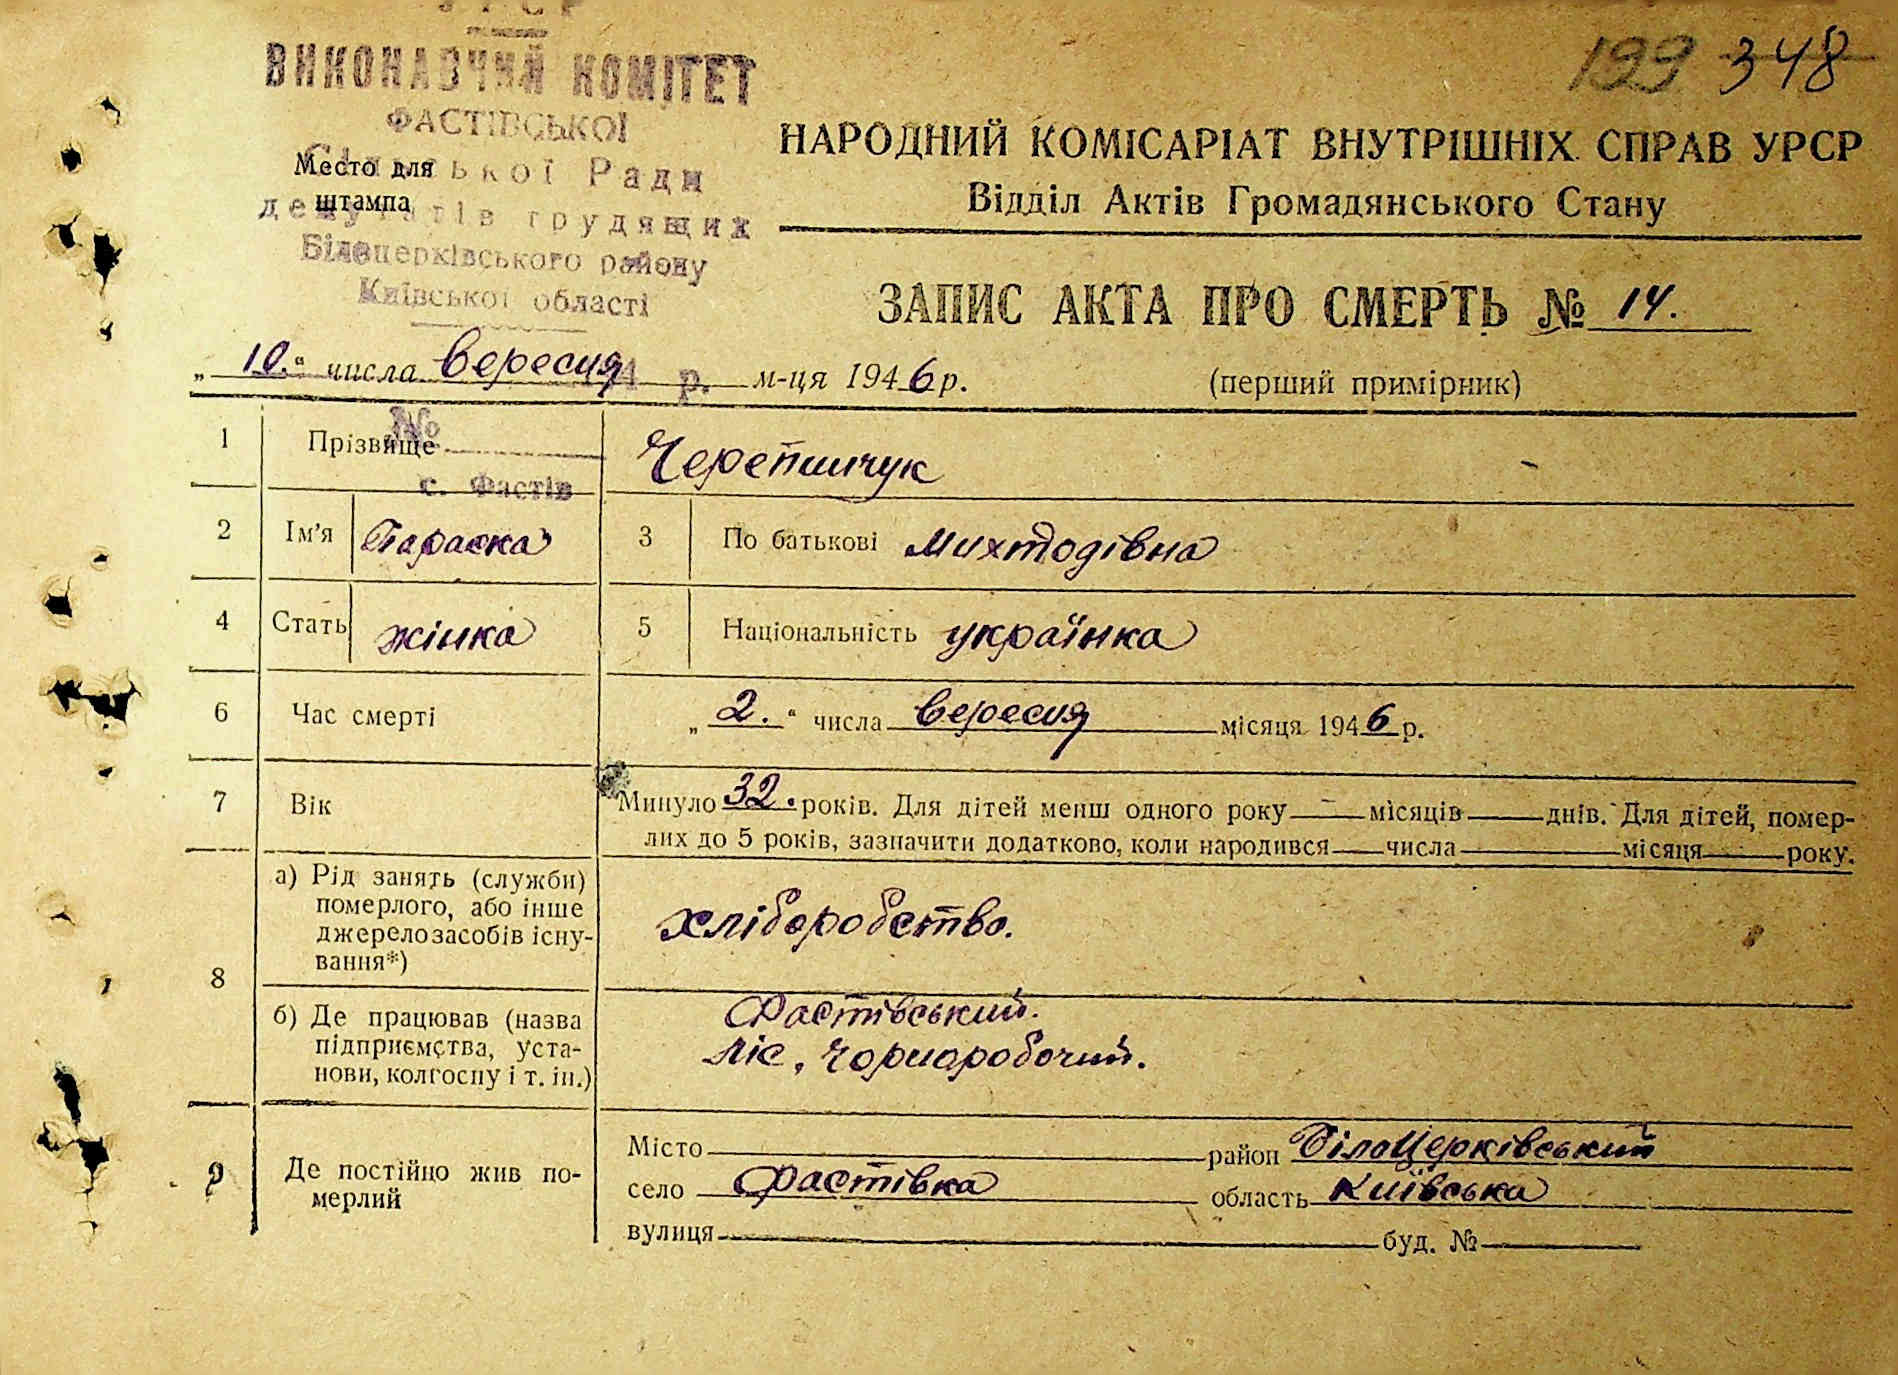 УРСР
ВИКОНАВЧИЙ КОМІТЕТ
ФАСТІВСЬКОЇ
Сільської Ради
депутатів трудящих
Білоцерківського району
Київської області
Место для
штампа
199 348
НАРОДНИЙ КОМІСАРІАТ ВНУТРІШНІХ СПРАВ УРСР
Відділ Актів Громадянського Стану
ЗАПИС АКТА ПРО СМЕРТЬ № 14.
„10.“ числа вересня м-ця 1946 р.
(перший примірник)
р.
№
с. Фастів
1 Прізвище Черепинчук
2 Ім'я Параска 3 По батькові Михтодівна
4 Стать жінка 5 Національність українка
6 Час смерті „2.“ числа вересня місяця 1946 р.
7 Вік Минуло 32. років. Для дітей менш одного року — місяців — днів. Для дітей, помер-
лих до 5 років, зазначити додатково, коли народився — числа — місяця — року.
8 а) Рід занять (служби)
померлого, або інше
джерело засобів існу-
вання*)
хліборобство.
б) Де працював (назва
підприємства, уста-
нови, колгоспу і т. ін.)
Фастівський.
ліс, чорноробочий.
9 Де постійно жив по-
мерлий
Місто район БілоЦерківський
село Фастівка область Київська
вулиця буд. №